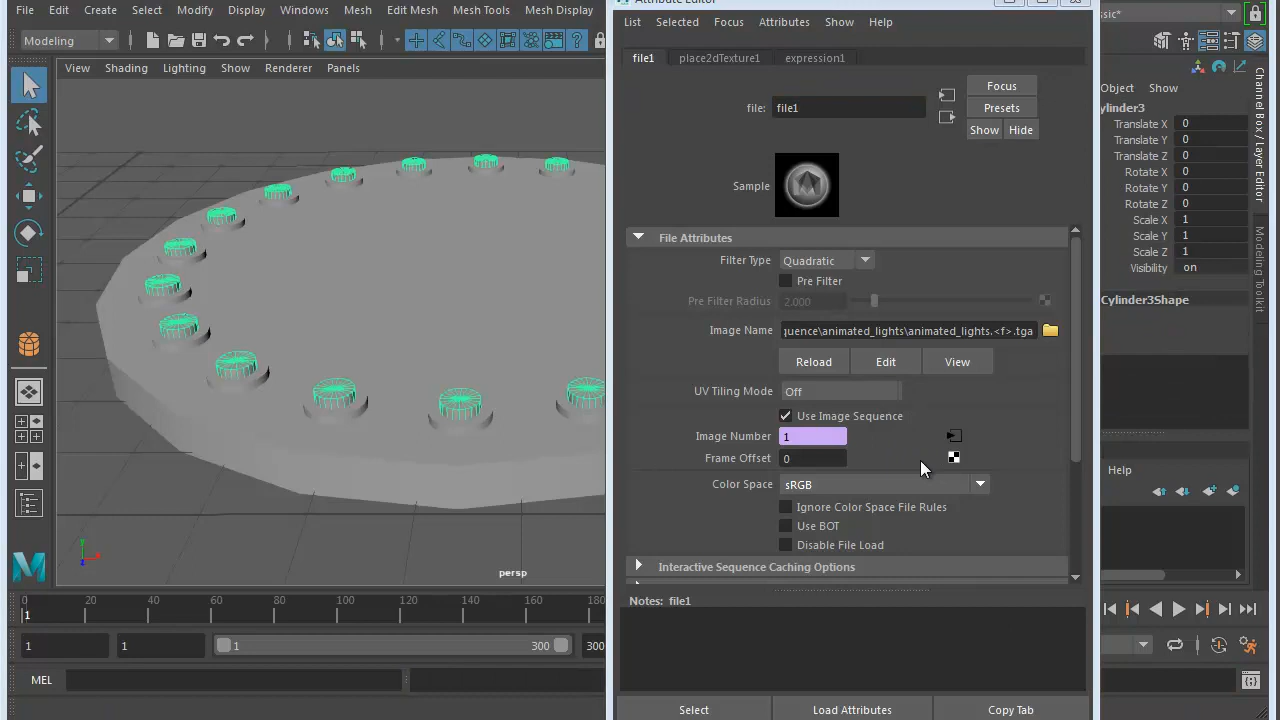 File Edit Create Select Modify Display Windows Mesh Edit Mesh Mesh Tools Mesh Display
Attribute Editor
sic*
List Selected Focus Attributes Show Help
Modeling
file1 place2dTexture1 expression1
View Shading Lighting Show Renderer Panels
Focus
file: file1
Presets
Show Hide
Sample
File Attributes
Filter Type Quadratic
Pre Filter
Pre Filter Radius 2.000
Image Name quence\animated_lights\animated_lights.<f>.tga
Reload Edit View
UV Tiling Mode Off
Use Image Sequence
Image Number 1
Frame Offset 0
Color Space sRGB
Ignore Color Space File Rules
Use BOT
Disable File Load
Interactive Sequence Caching Options
Notes: file1
Select Load Attributes Copy Tab
Object Show
ylinder3
Translate X 0
Translate Y 0
Translate Z 0
Rotate X 0
Rotate Y 0
Rotate Z 0
Scale X 1
Scale Y 1
Scale Z 1
Visibility on
Cylinder3Shape
Help
Channel Box / Layer Editor
Modeling Toolkit
y
x
z
persp
0 20 40 60 80 100 120 140 160 180
1
1 1 1 300 300
MEL